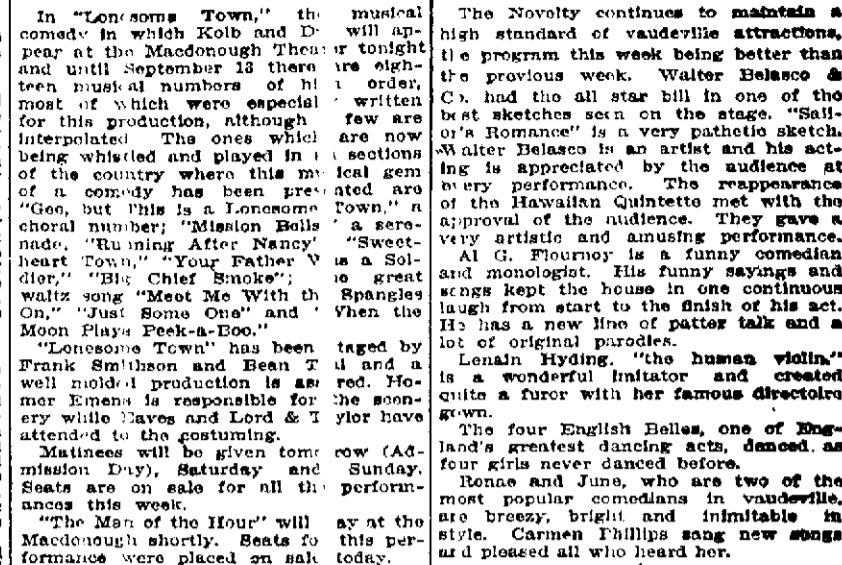 In "Lonesome Town," the musical
comedy in which Kolb and D will ap-
pear at the Macdonough Theater tonight
and until September 13 there are eigh-
teen musical numbers of hi order,
most of which were especial written
for this production, although few are
interpolated The ones which are now
being whistled and played in sections
of the country where this mu ical gem
of a comedy has been pres ated are
"Gee, but This is a Lonesome Town," a
choral number; "Mission Bells a sere-
nade, "Running After Nancy" "Sweet-
heart Town," "Your Father Was a Sol-
dier," "Big Chief Smoke"; great
waltz song "Meet Me With th Spangles
On," "Just Some One" and When the
Moon Plays Peek-a-Boo."
"Lonesome Town" has been taged by
Frank Smithson and Bean and a
well molded production is as red. Ho-
mer Emens is responsible for the scen-
ery while Eaves and Lord & T ylor have
attended to the costuming.
Matinees will be given tom row (Ad-
mission Day), Saturday and Sunday.
Seats are on sale for all the perform-
ances this week.
"The Man of the Hour" will ay at the
Macdonough shortly. Seats fo this per-
formance were placed on sale today.
The Novelty continues to maintain a
high standard of vaudeville attractions,
the program this week being better than
the previous week. Walter Belasco &
Co. had the all star bill in one of the
best sketches seen on the stage. "Sail-
or's Romance" is a very pathetic sketch.
Walter Belasco is an artist and his act-
ing is appreciated by the audience at
every performance. The reappearance
of the Hawaiian Quintette met with the
approval of the audience. They gave a
very artistic and amusing performance.
Al G. Flournoy is a funny comedian
and monologist. His funny sayings and
songs kept the house in one continuous
laugh from start to the finish of his act.
He has a new line of patter talk and a
lot of original parodies.
Lenain Hyding, "the human violin,"
is a wonderful imitator and created
quite a furor with her famous directoire
gown.
The four English Belles, one of Eng-
land's greatest dancing acts, danced as
four girls never danced before.
Ronae and June, who are two of the
most popular comedians in vaudeville,
are breezy, bright and inimitable in
style. Carmen Phillips sang new songs
and pleased all who heard her.